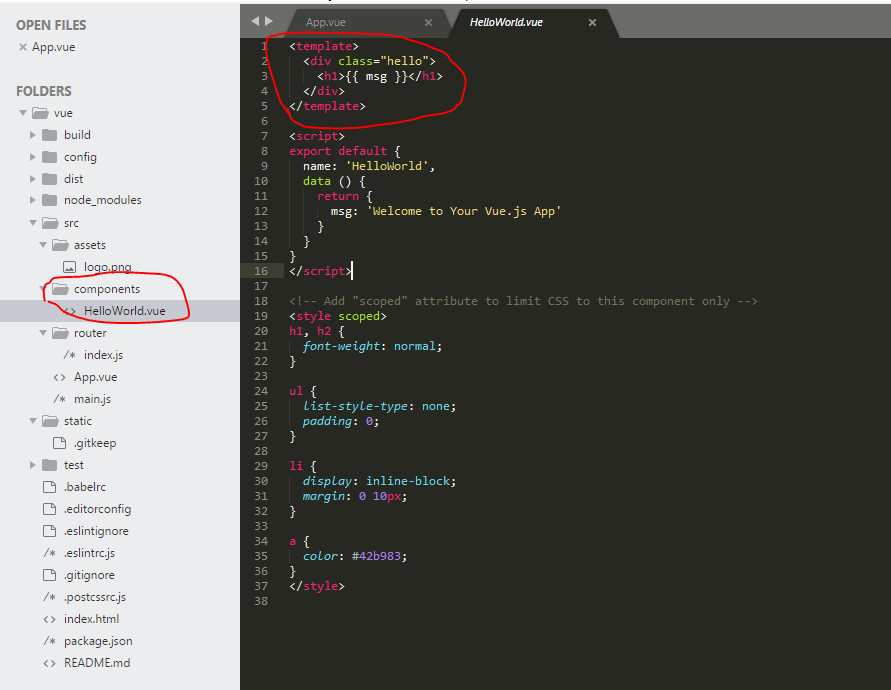 OPEN FILES
App.vue
FOLDERS
vue
build
config
dist
node_modules
src
assets
logo.png
components
HelloWorld.vue
router
index.js
App.vue
main.js
static
.gitkeep
test
.babelrc
.editorconfig
.eslintignore
.eslintrc.js
.gitignore
.postcssrc.js
index.html
package.json
README.md
App.vue
HelloWorld.vue
1 <template>
2 <div class="hello">
3 <h1>{{ msg }}</h1>
4 </div>
5 </template>
6
7 <script>
8 export default {
9 name: 'HelloWorld',
10 data () {
11 return {
12 msg: 'Welcome to Your Vue.js App'
13 }
14 }
15 }
16 </script>
17
18 <!-- Add "scoped" attribute to limit CSS to this component only -->
19 <style scoped>
20 h1, h2 {
21 font-weight: normal;
22 }
23
24 ul {
25 list-style-type: none;
26 padding: 0;
27 }
28
29 li {
30 display: inline-block;
31 margin: 0 10px;
32 }
33
34 a {
35 color: #42b983;
36 }
37 </style>
38